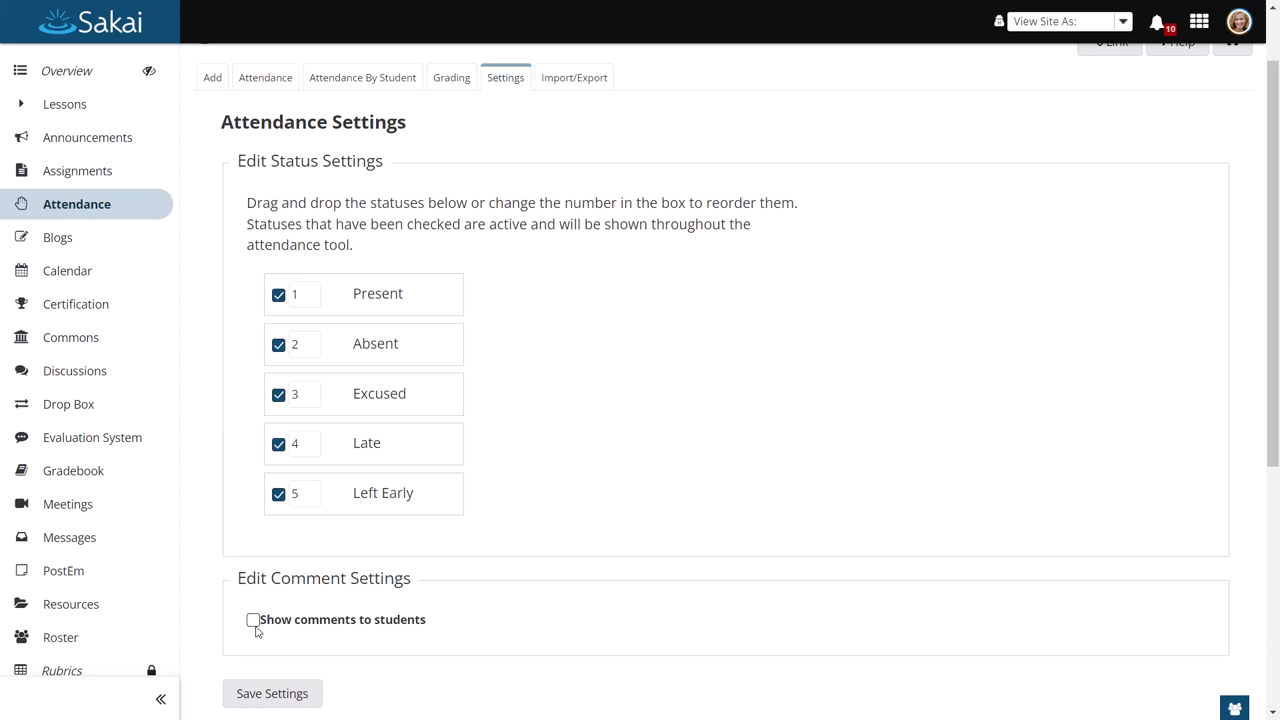 Sakai
View Site As:
10
Link
Help
Overview
Lessons
Announcements
Assignments
Attendance
Blogs
Calendar
Certification
Commons
Discussions
Drop Box
Evaluation System
Gradebook
Meetings
Messages
PostEm
Resources
Roster
Rubrics
Add
Attendance
Attendance By Student
Grading
Settings
Import/Export
Attendance Settings
Edit Status Settings
Drag and drop the statuses below or change the number in the box to reorder them.
Statuses that have been checked are active and will be shown throughout the
attendance tool.
1 Present
2 Absent
3 Excused
4 Late
5 Left Early
Edit Comment Settings
Show comments to students
Save Settings